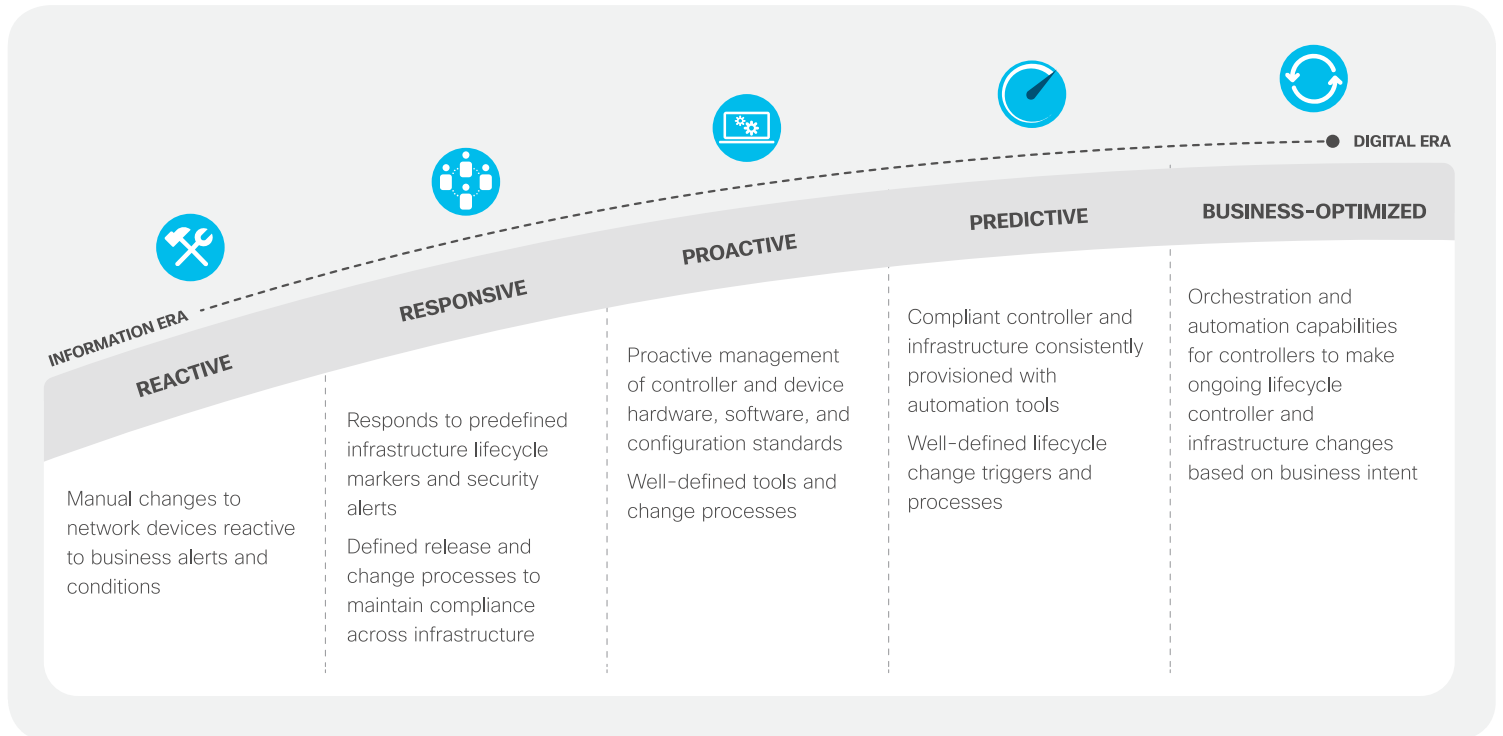 DIGITAL ERA
INFORMATION ERA
REACTIVE
Manual changes to
network devices reactive
to business alerts and
conditions
RESPONSIVE
Responds to predefined
infrastructure lifecycle
markers and security
alerts
Defined release and
change processes to
maintain compliance
across infrastructure
PROACTIVE
Proactive management
of controller and device
hardware, software, and
configuration standards
Well-defined tools and
change processes
PREDICTIVE
Compliant controller and
infrastructure consistently
provisioned with
automation tools
Well-defined lifecycle
change triggers and
processes
BUSINESS-OPTIMIZED
Orchestration and
automation capabilities
for controllers to make
ongoing lifecycle
controller and
infrastructure changes
based on business intent